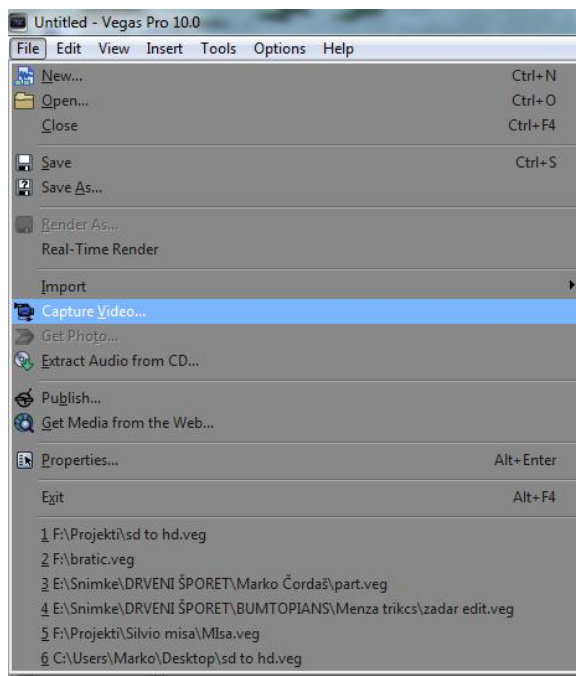 Untitled - Vegas Pro 10.0
File Edit View Insert Tools Options Help
New... Ctrl+N
Open... Ctrl+O
Close Ctrl+F4
Save Ctrl+S
Save As...
Render As...
Real-Time Render
Import
Capture Video...
Get Photo...
Extract Audio from CD...
Publish...
Get Media from the Web...
Properties... Alt+Enter
Exit Alt+F4
1 F:\Projekti\sd to hd.veg
2 F:\bratic.veg
3 E:\Snimke\DRVENI ŠPORET\Marko Čordaš\part.veg
4 E:\Snimke\DRVENI ŠPORET\BUMTOPIANS\Menza trikcs\zadar edit.veg
5 F:\Projekti\Silvio misa\MIsa.veg
6 C:\Users\Marko\Desktop\sd to hd.veg